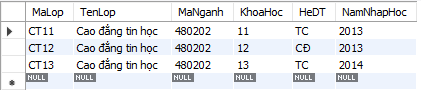 MaLop TenLop MaNganh KhoaHoc HeDT NamNhapHoc
CT11 Cao đẳng tin học 480202 11 TC 2013
CT12 Cao đẳng tin học 480202 12 CĐ 2013
CT13 Cao đẳng tin học 480202 13 TC 2014
NULL NULL NULL NULL NULL NULL